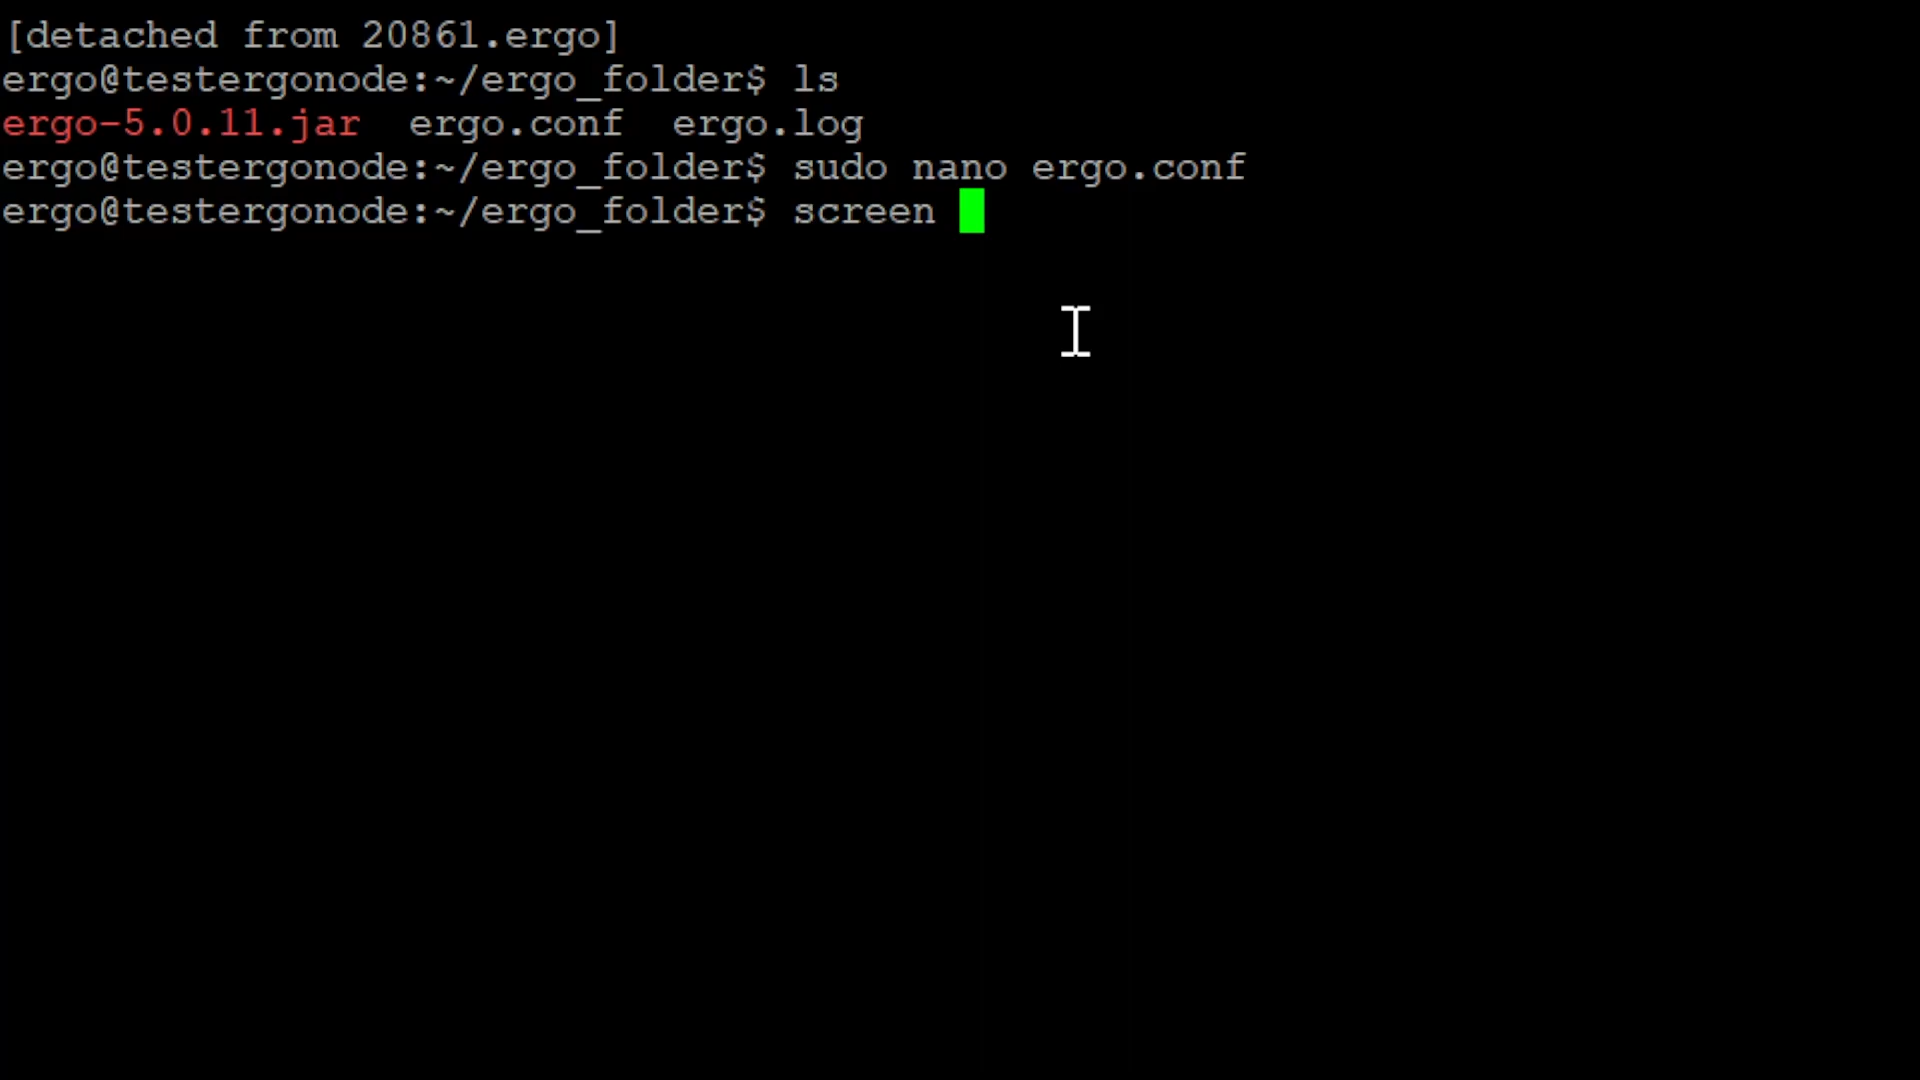 [detached from 20861.ergo]
ergo@testergonode:~/ergo_folder$ ls
ergo-5.0.11.jar  ergo.conf  ergo.log
ergo@testergonode:~/ergo_folder$ sudo nano ergo.conf
ergo@testergonode:~/ergo_folder$ screen